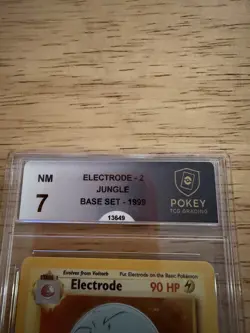 NM
7
ELECTRODE - 2
JUNGLE
BASE SET - 1999
13649
POKEY
TCG GRADING
Evolves from Voltorb
Put Electrode on the Basic Pokémon
Electrode 90 HP